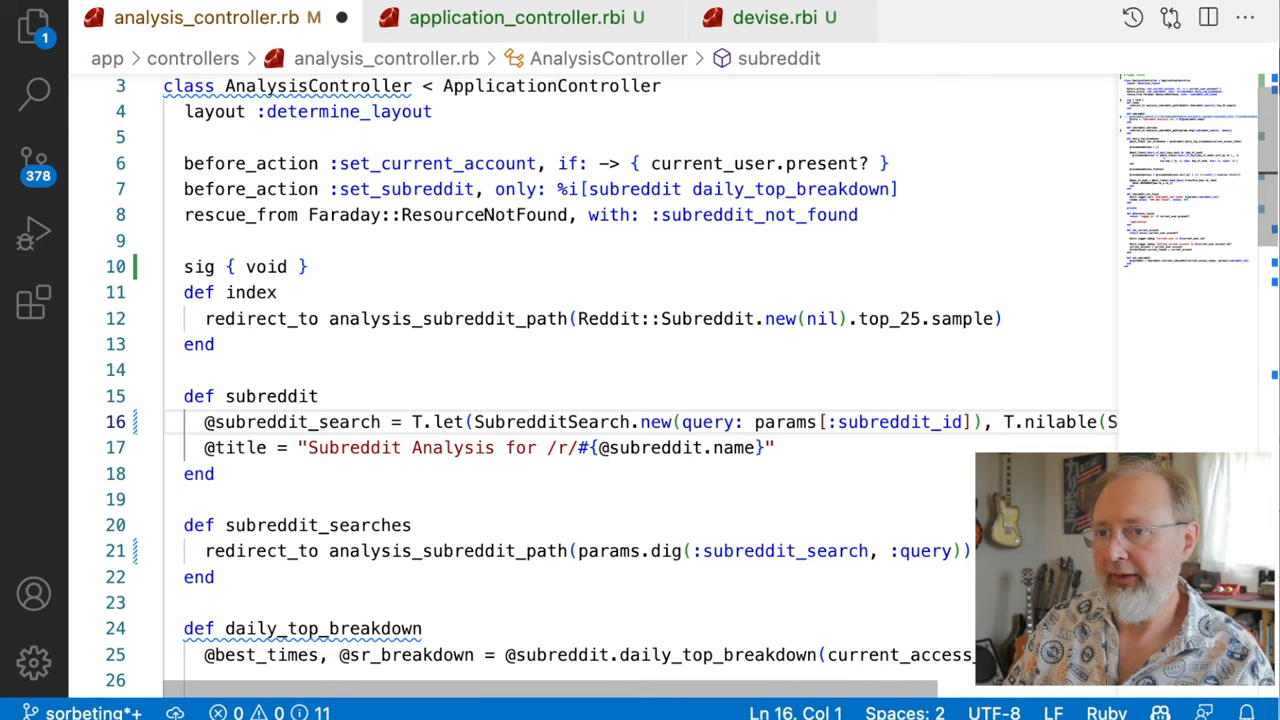 analysis_controller.rb M
application_controller.rbi U
devise.rbi U
app > controllers > analysis_controller.rb > AnalysisController > subreddit
1
378
3 class AnalysisController < ApplicationController
4 layout :determine_layout
5
6 before_action :set_current_account, if: -> { current_user.present? }
7 before_action :set_subreddit, only: %i[subreddit daily_top_breakdown]
8 rescue_from Faraday::ResourceNotFound, with: :subreddit_not_found
9
10 sig { void }
11 def index
12 redirect_to analysis_subreddit_path(Reddit::Subreddit.new(nil).top_25.sample)
13 end
14
15 def subreddit
16 @subreddit_search = T.let(SubredditSearch.new(query: params[:subreddit_id]), T.nilable(S
17 @title = "Subreddit Analysis for /r/#{@subreddit.name}"
18 end
19
20 def subreddit_searches
21 redirect_to analysis_subreddit_path(params.dig(:subreddit_search, :query))
22 end
23
24 def daily_top_breakdown
25 @best_times, @sr_breakdown = @subreddit.daily_top_breakdown(current_access_
26
sorbeting*+ 0 0 11 Ln 16, Col 1 Spaces: 2 UTF-8 LF Ruby